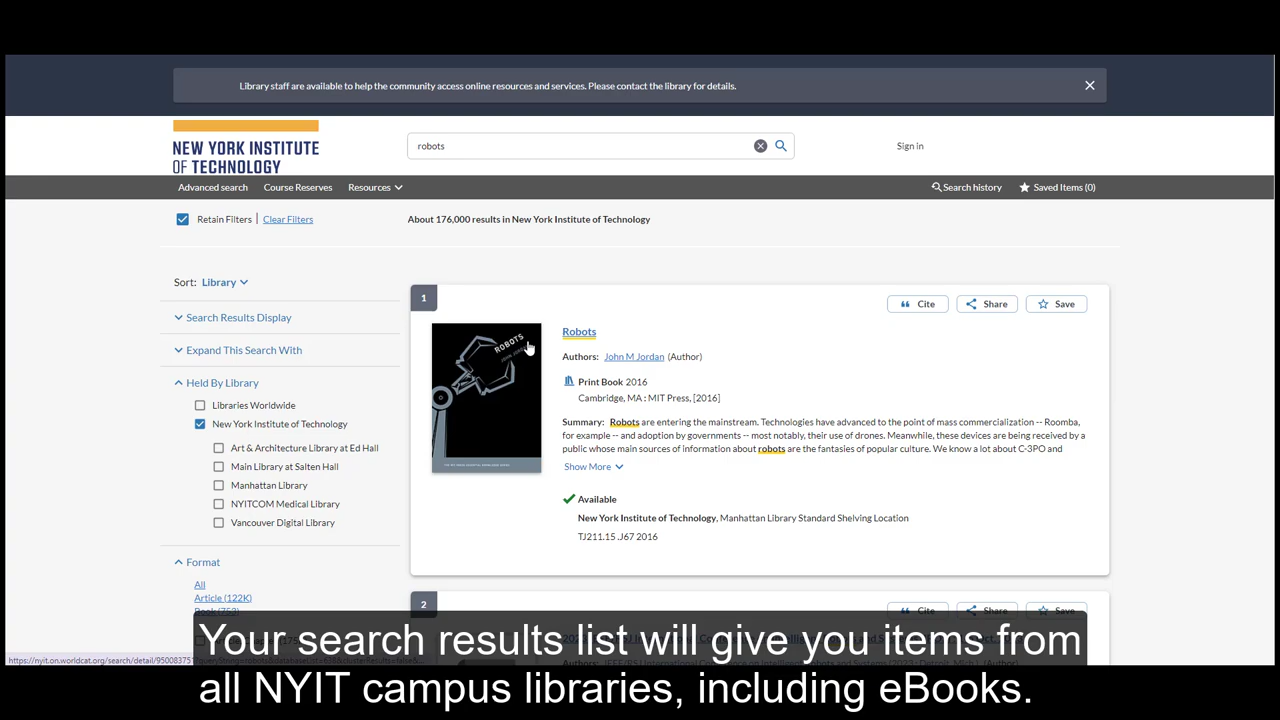 Library staff are available to help the community access online resources and services. Please contact the library for details.
NEW YORK INSTITUTE
OF TECHNOLOGY
robots
Sign in
Advanced search
Course Reserves
Resources
Search history
Saved Items (0)
Retain Filters
Clear Filters
About 176,000 results in New York Institute of Technology
Sort: Library
Search Results Display
Expand This Search With
Held By Library
Libraries Worldwide
New York Institute of Technology
Art & Architecture Library at Ed Hall
Main Library at Salten Hall
Manhattan Library
NYITCOM Medical Library
Vancouver Digital Library
Format
All
Article (122K)
1
Cite
Share
Save
ROBOTS
Robots
Authors: John M Jordan (Author)
Print Book 2016
Cambridge, MA : MIT Press, [2016]
Summary: Robots are entering the mainstream. Technologies have advanced to the point of mass commercialization -- Roomba,
for example -- and adoption by governments -- most notably, their use of drones. Meanwhile, these devices are being received by a
public whose main sources of information about robots are the fantasies of popular culture. We know a lot about C-3PO and
Show More
Available
New York Institute of Technology, Manhattan Library Standard Shelving Location
TJ211.15 .J67 2016
2
Cite
Share
Save
Your search results list will give you items from
all NYIT campus libraries, including eBooks.